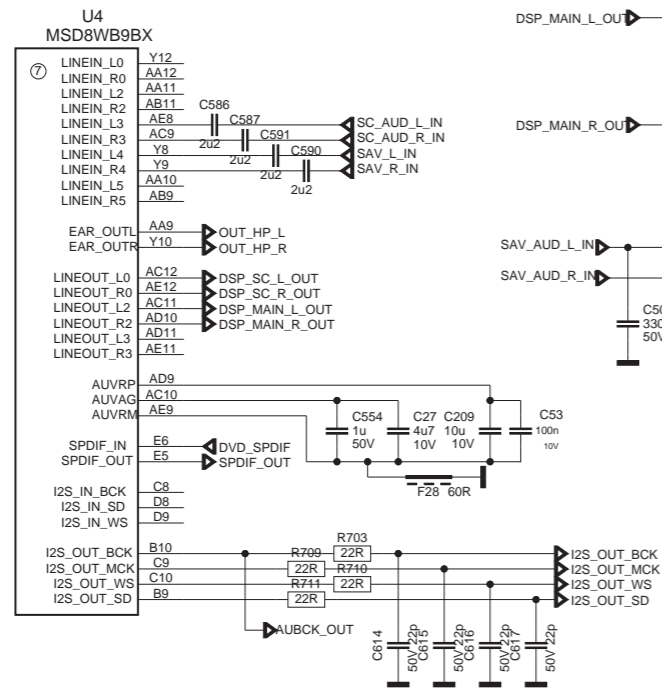 U4
MSD8WB9BX
7
LINEIN_L0 Y12
LINEIN_R0 AA12
LINEIN_L2 AA11
LINEIN_R2 AB11
LINEIN_L3 AE8
LINEIN_R3 AC9
LINEIN_L4 Y8
LINEIN_R4 Y9
LINEIN_L5 AA10
LINEIN_R5 AB9
C586
2u2
C587
2u2
C591
2u2
C590
2u2
SC_AUD_L_IN
SC_AUD_R_IN
SAV_L_IN
SAV_R_IN
EAR_OUTL AA9 OUT_HP_L
EAR_OUTR Y10 OUT_HP_R
LINEOUT_L0 AC12 DSP_SC_L_OUT
LINEOUT_R0 AE12 DSP_SC_R_OUT
LINEOUT_L2 AC11 DSP_MAIN_L_OUT
LINEOUT_R2 AD10 DSP_MAIN_R_OUT
LINEOUT_L3 AD11
LINEOUT_R3 AE11
AUVRP AD9
AUVAG AC10
AUVRM AE9
C554
1u
50V
C27
4u7
10V
C209
10u
10V
C53
100n
10V
F28 60R
SPDIF_IN E6 DVD_SPDIF
SPDIF_OUT E5 SPDIF_OUT
I2S_IN_BCK C8
I2S_IN_SD D8
I2S_IN_WS D9
I2S_OUT_BCK B10
I2S_OUT_MCK C9
I2S_OUT_WS C10
I2S_OUT_SD B9
R703
22R
R709
22R
R710
22R
R711
22R
I2S_OUT_BCK
I2S_OUT_MCK
I2S_OUT_WS
I2S_OUT_SD
AUBCK_OUT
C614
50V 22p
C615
50V 22p
C616
50V 22p
C617
50V 22p
DSP_MAIN_L_OUT
DSP_MAIN_R_OUT
SAV_AUD_L_IN
SAV_AUD_R_IN
50V